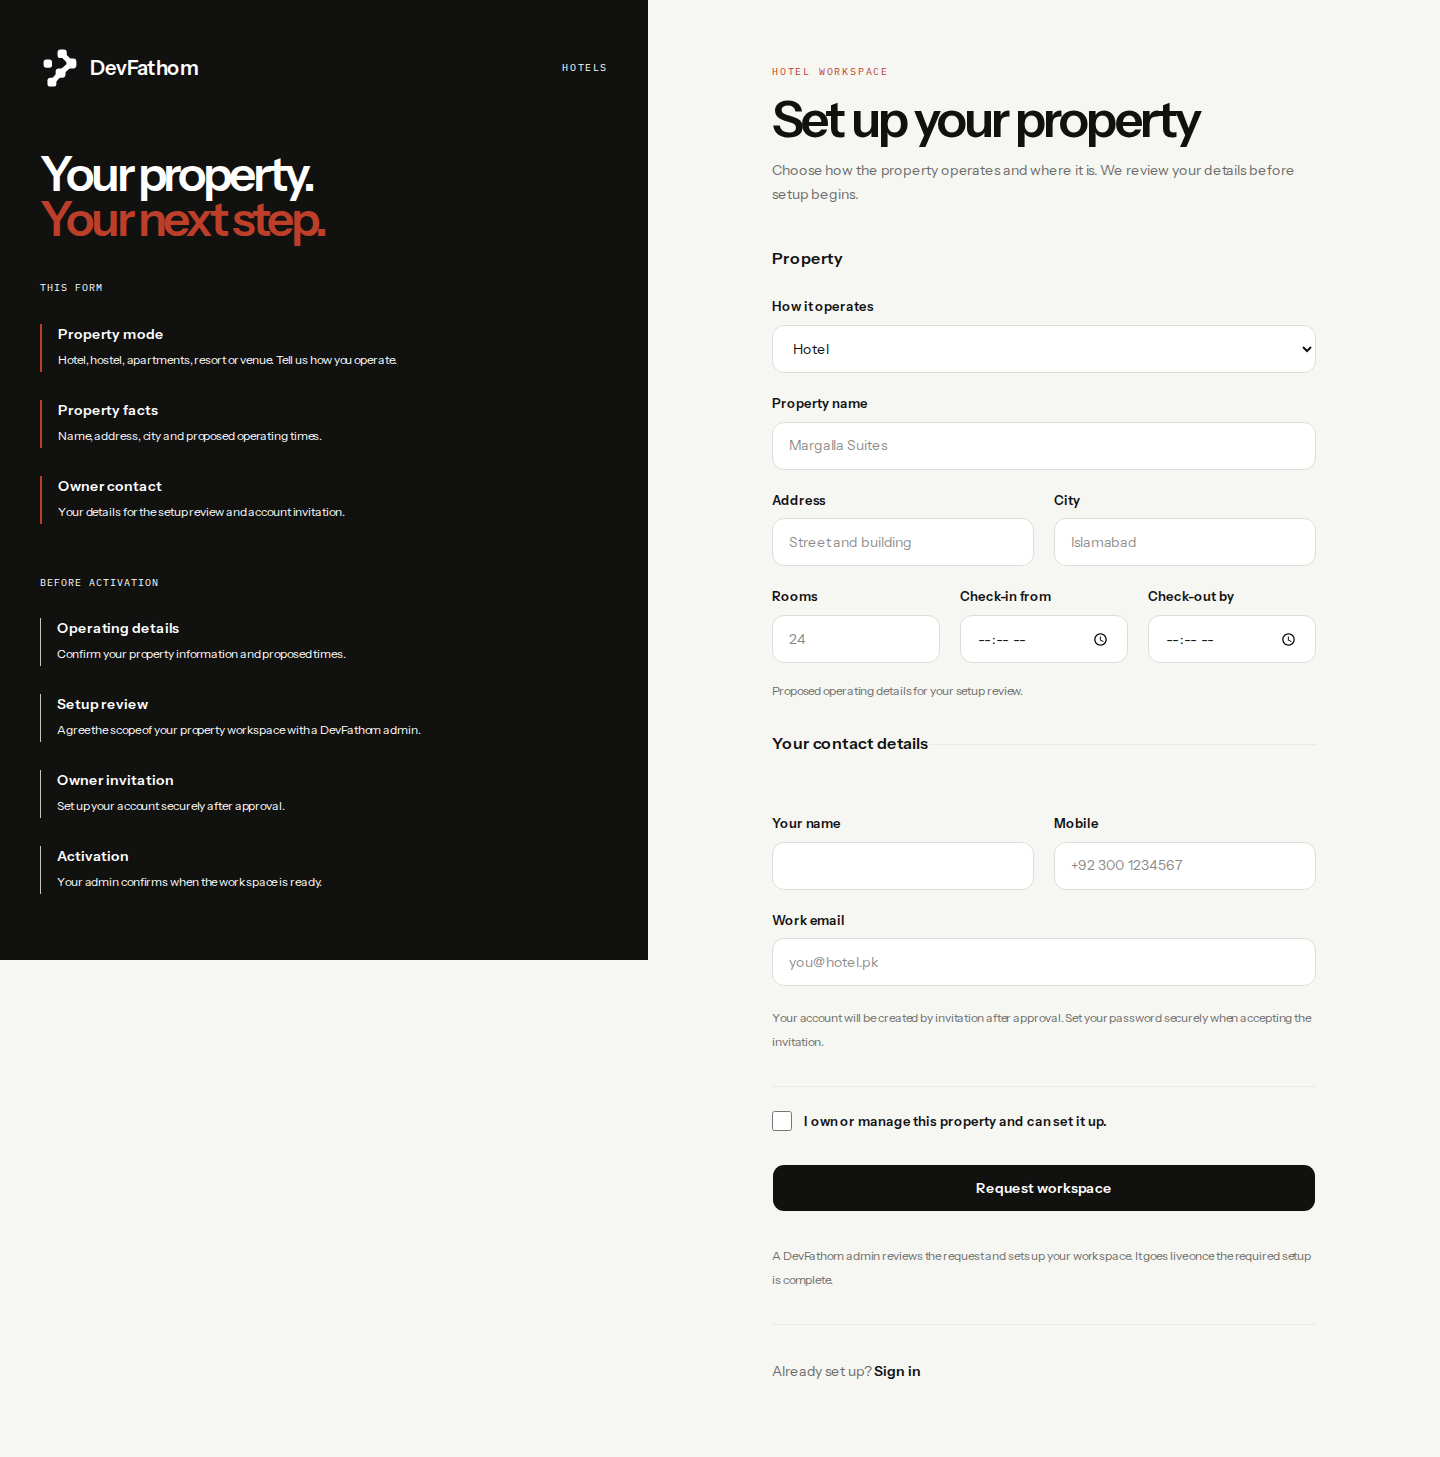 DevFathom
HOTELS
Your property.
Your next step.
THIS FORM
Property mode
Hotel, hostel, apartments, resort or venue. Tell us how you operate.
Property facts
Name, address, city and proposed operating times.
Owner contact
Your details for the setup review and account invitation.
BEFORE ACTIVATION
Operating details
Confirm your property information and proposed times.
Setup review
Agree the scope of your property workspace with a DevFathom admin.
Owner invitation
Set up your account securely after approval.
Activation
Your admin confirms when the workspace is ready.
HOTEL WORKSPACE
Set up your property
Choose how the property operates and where it is. We review your details before
setup begins.
Property
How it operates
Hotel
Property name
Margalla Suites
Address City
Street and building Islamabad
Rooms Check-in from Check-out by
24 --:-- -- --:-- --
Proposed operating details for your setup review.
Your contact details
Your name Mobile
+92 300 1234567
Work email
you@hotel.pk
Your account will be created by invitation after approval. Set your password securely when accepting the
invitation.
I own or manage this property and can set it up.
Request workspace
A DevFathom admin reviews the request and sets up your workspace. It goes live once the required setup
is complete.
Already set up? Sign in